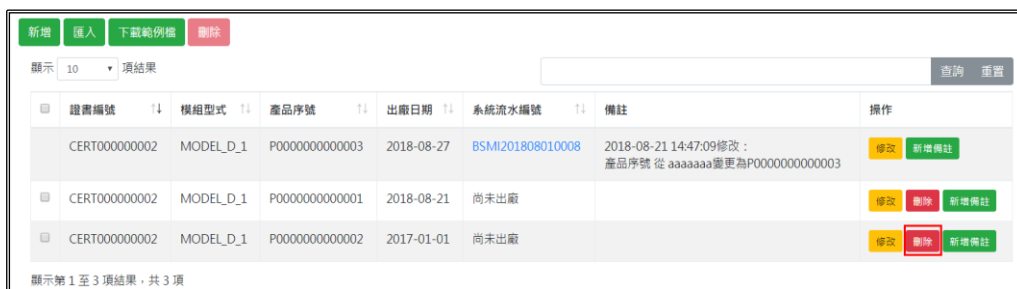 新增 匯入 下載範例檔 刪除
顯示 10 項結果
查詢 重置
證書編號 模組型式 產品序號 出廠日期 系統流水編號 備註 操作
CERT000000002 MODEL_D_1 P0000000000003 2018-08-27 BSMI201808010008 2018-08-21 14:47:09修改：
產品序號 從 aaaaaaa變更為P0000000000003
修改 新增備註
CERT000000002 MODEL_D_1 P0000000000001 2018-08-21 尚未出廠 修改 刪除 新增備註
CERT000000002 MODEL_D_1 P0000000000002 2017-01-01 尚未出廠 修改 刪除 新增備註
顯示第 1 至 3 項結果，共 3 項